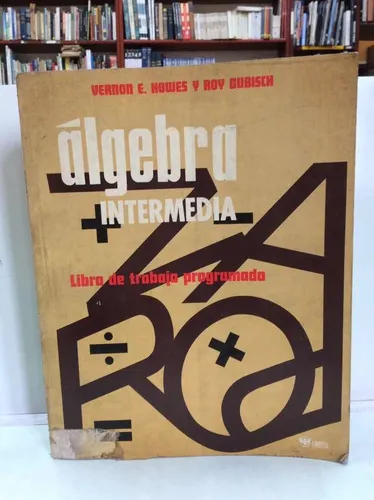 VERNON E. HOWES Y ROY DUBISCH
álgebra
INTERMEDIA
Libro de trabajo programado